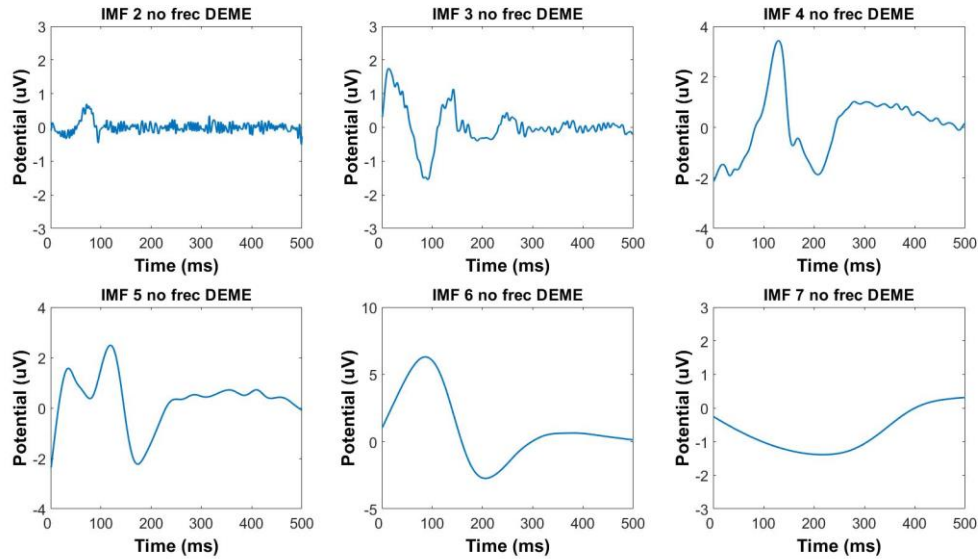 IMF 2 no frec DEME
3
2
1
0
-1
-2
-3
Potential (uV)
0 100 200 300 400 500
Time (ms)
IMF 3 no frec DEME
3
2
1
0
-1
-2
-3
Potential (uV)
0 100 200 300 400 500
Time (ms)
IMF 4 no frec DEME
4
2
0
-2
-4
Potential (uV)
0 100 200 300 400 500
Time (ms)
IMF 5 no frec DEME
4
2
0
-2
-4
Potential (uV)
0 100 200 300 400 500
Time (ms)
IMF 6 no frec DEME
10
5
0
-5
Potential (uV)
0 100 200 300 400 500
Time (ms)
IMF 7 no frec DEME
3
2
1
0
-1
-2
-3
Potential (uV)
0 100 200 300 400 500
Time (ms)